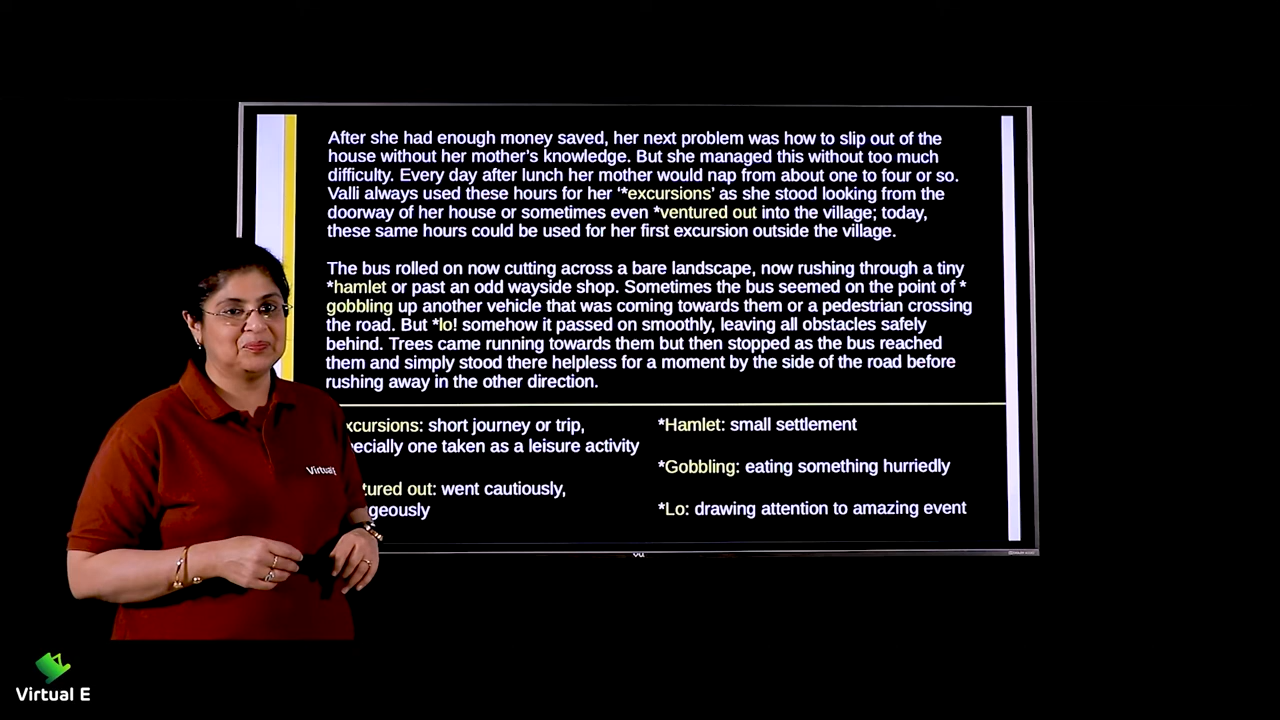 After she had enough money saved, her next problem was how to slip out of the
house without her mother's knowledge. But she managed this without too much
difficulty. Every day after lunch her mother would nap from about one to four or so.
Valli always used these hours for her '*excursions' as she stood looking from the
doorway of her house or sometimes even *ventured out into the village; today,
these same hours could be used for her first excursion outside the village.
The bus rolled on now cutting across a bare landscape, now rushing through a tiny
*hamlet or past an odd wayside shop. Sometimes the bus seemed on the point of *
gobbling up another vehicle that was coming towards them or a pedestrian crossing
the road. But *lo! somehow it passed on smoothly, leaving all obstacles safely
behind. Trees came running towards them but then stopped as the bus reached
them and simply stood there helpless for a moment by the side of the road before
rushing away in the other direction.
xcursions: short journey or trip,
pecially one taken as a leisure activity
tured out: went cautiously,
geously
*Hamlet: small settlement
*Gobbling: eating something hurriedly
*Lo: drawing attention to amazing event
Virtual E
Virtual E